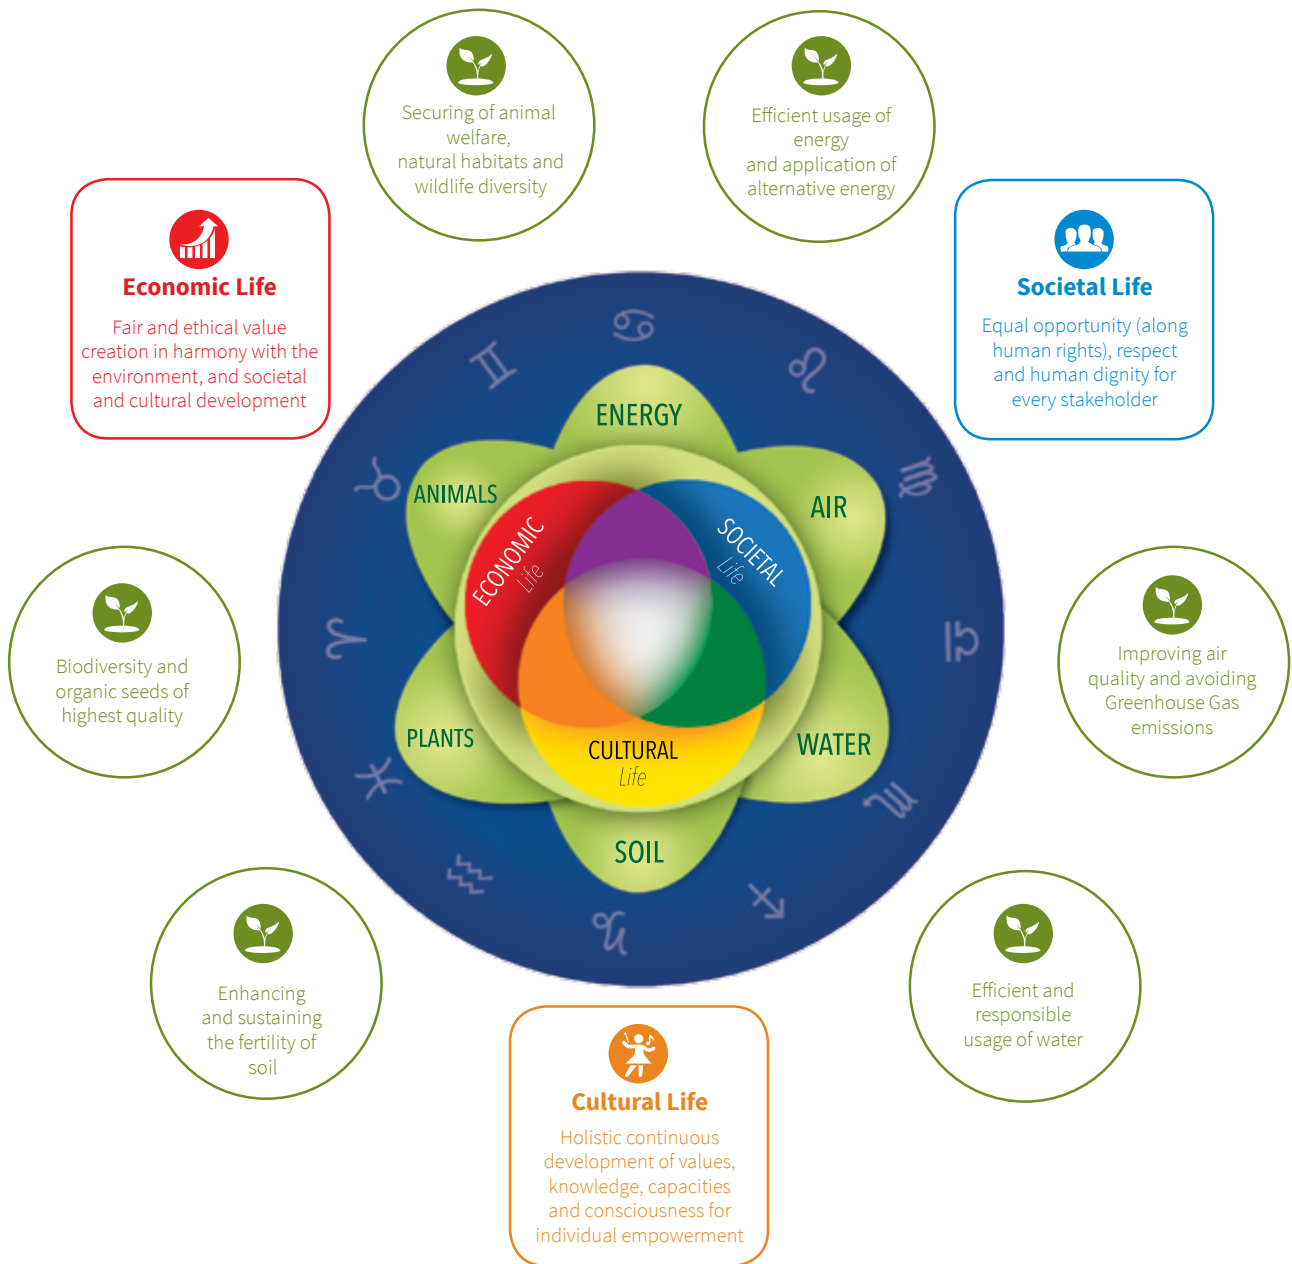 Securing of animal
welfare,
natural habitats and
wildlife diversity
Efficient usage of
energy
and application of
alternative energy
Economic Life
Fair and ethical value
creation in harmony with the
environment, and societal
and cultural development
Societal Life
Equal opportunity (along
human rights), respect
and human dignity for
every stakeholder
ENERGY
ANIMALS
AIR
ECONOMIC
Life
SOCIETAL
Life
PLANTS
WATER
CULTURAL
Life
SOIL
Biodiversity and
organic seeds of
highest quality
Improving air
quality and avoiding
Greenhouse Gas
emissions
Enhancing
and sustaining
the fertility of
soil
Efficient and
responsible
usage of water
Cultural Life
Holistic continuous
development of values,
knowledge, capacities
and consciousness for
individual empowerment